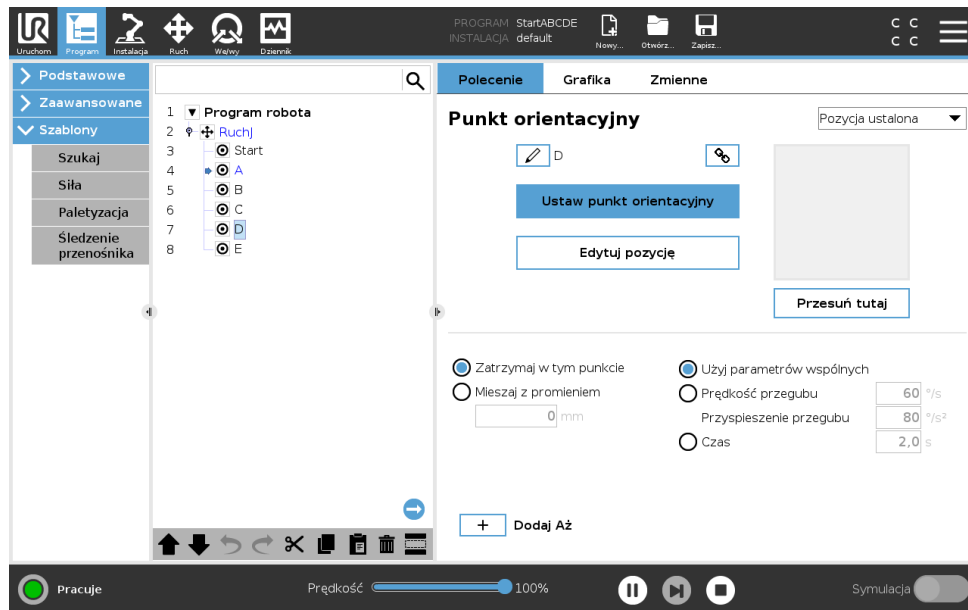 PROGRAM StartABCDE
INSTALACJA default
UR
Uruchom Program Instalacja Ruch We/wy Dziennik Nowy... Otwórz... Zapisz...
C C
C C
Podstawowe
Zaawansowane
Szablony
Szukaj
Siła
Paletyzacja
Śledzenie
przenośnika
1 Program robota
2 RuchJ
3 Start
4 A
5 B
6 C
7 D
8 E
Polecenie Grafika Zmienne
Punkt orientacyjny Pozycja ustalona
D
Ustaw punkt orientacyjny
Edytuj pozycję
Przesuń tutaj
Zatrzymaj w tym punkcie
Mieszaj z promieniem
0 mm
Użyj parametrów wspólnych
Prędkość przegubu 60 °/s
Przyspieszenie przegubu 80 °/s²
Czas 2,0 s
+ Dodaj Aż
Pracuje Prędkość 100% Symulacja